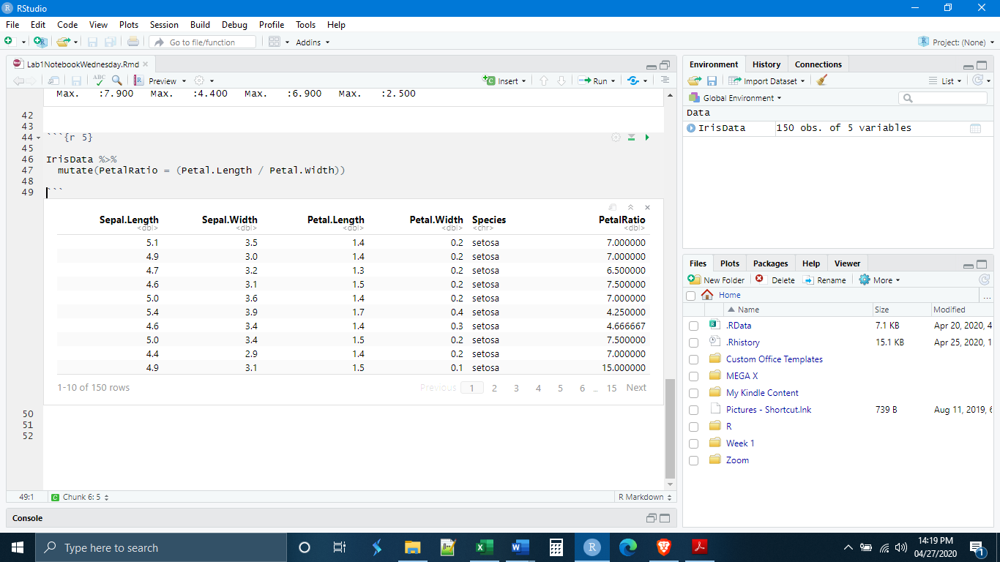 RStudio
File Edit Code View Plots Session Build Debug Profile Tools Help
Go to file/function Addins Project: (None)
Lab1NotebookWednesday.Rmd
ABC Preview Insert Run
Max. :7.900 Max. :4.400 Max. :6.900 Max. :2.500
42
43
44 ```{r 5}
45
46 IrisData %>%
47 mutate(PetalRatio = (Petal.Length / Petal.Width))
48
49 ```
Sepal.Length Sepal.Width Petal.Length Petal.Width Species PetalRatio
<dbl> <dbl> <dbl> <dbl> <chr> <dbl>
5.1 3.5 1.4 0.2 setosa 7.000000
4.9 3.0 1.4 0.2 setosa 7.000000
4.7 3.2 1.3 0.2 setosa 6.500000
4.6 3.1 1.5 0.2 setosa 7.500000
5.0 3.6 1.4 0.2 setosa 7.000000
5.4 3.9 1.7 0.4 setosa 4.250000
4.6 3.4 1.4 0.3 setosa 4.666667
5.0 3.4 1.5 0.2 setosa 7.500000
4.4 2.9 1.4 0.2 setosa 7.000000
4.9 3.1 1.5 0.1 setosa 15.000000
1-10 of 150 rows Previous 1 2 3 4 5 6 ... 15 Next
50
51
52
49:1 Chunk 6: 5 R Markdown
Console
Environment History Connections
Import Dataset List
Global Environment
Data
IrisData 150 obs. of 5 variables
Files Plots Packages Help Viewer
New Folder Delete Rename More
Home ...
Name Size Modified
.RData 7.1 KB Apr 20, 2020, 4
.Rhistory 15.1 KB Apr 25, 2020, 1
Custom Office Templates
MEGA X
My Kindle Content
Pictures - Shortcut.lnk 739 B Aug 11, 2019, 6
R
Week 1
Zoom
Type here to search
14:19 PM
04/27/2020
1